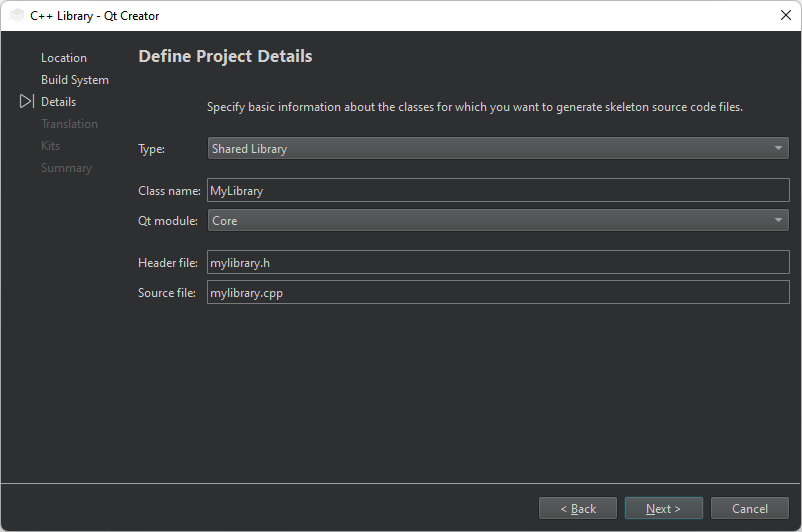 C++ Library - Qt Creator
Location
Build System
Details
Translation
Kits
Summary
Define Project Details
Specify basic information about the classes for which you want to generate skeleton source code files.
Type: Shared Library
Class name: MyLibrary
Qt module: Core
Header file: mylibrary.h
Source file: mylibrary.cpp
< Back Next > Cancel